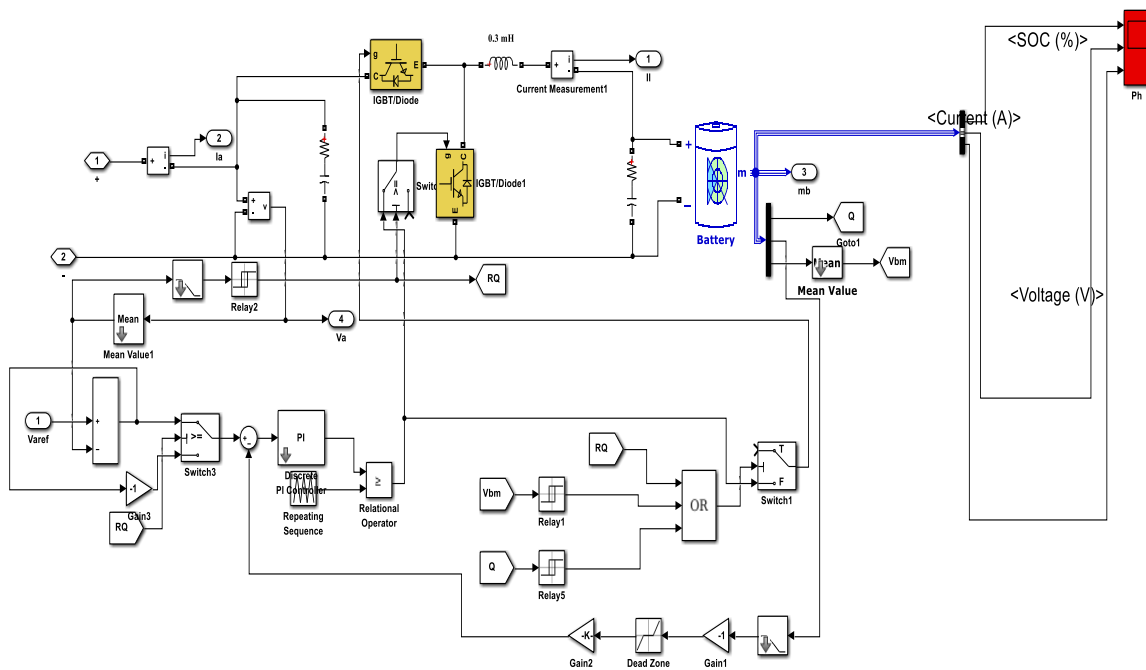 <SOC (%)>
0.3 mH
g
C
E
IGBT/Diode
+
i
-
Current Measurement1
1
Il
Ph
<Current (A)>
1
+
+
i
-
2
Ia
>=
Switc
g
C
E
IGBT/Diode1
+
-
v
+
-
m
Battery
3
mb
Q
Goto1
2
-
Mean
Mean Value
Vbm
Relay2
RQ
<Voltage (V)>
Mean
Mean Value1
4
Va
1
Varef
+
-
>=
Switch3
+
-
PI
Discrete
PI Controller
Repeating
Sequence
≥
Relational
Operator
-1
Gain3
RQ
RQ
Vbm
Relay1
Q
Relay5
OR
T
F
Switch1
-K-
Gain2
Dead Zone
-1
Gain1